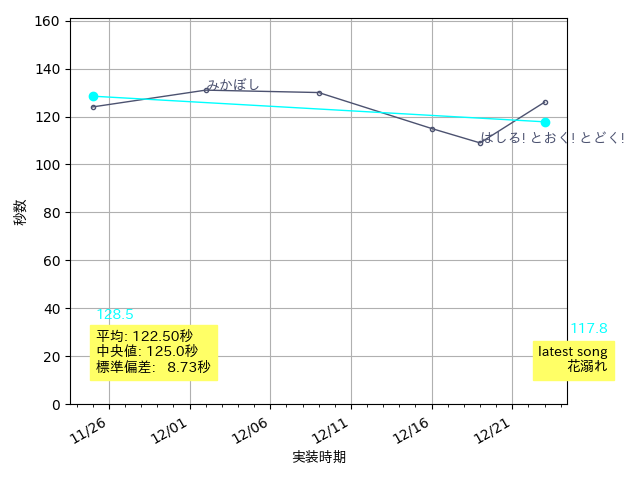 160
140
120
100
80
60
40
20
0
秒数
みかぼし
はしる! とおく! とどく!
128.5
117.8
平均: 122.50秒
中央値: 125.0秒
標準偏差: 8.73秒
latest song
花溺れ
11/26
12/01
12/06
12/11
12/16
12/21
実装時期